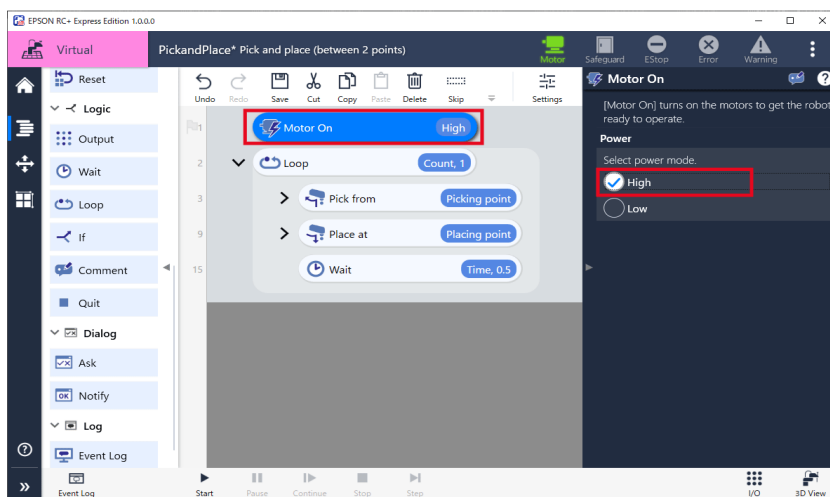 EPSON RC+ Express Edition 1.0.0.0
Virtual
PickandPlace* Pick and place (between 2 points)
Motor
Safeguard
EStop
Error
Warning
Reset
Logic
Output
Wait
Loop
If
Comment
Quit
Dialog
Ask
OK Notify
Log
Event Log
Undo
Redo
Save
Cut
Copy
Paste
Delete
Skip
Settings
1 Motor On High
2 Loop Count, 1
3 Pick from Picking point
9 Place at Placing point
15 Wait Time, 0.5
Motor On
?
[Motor On] turns on the motors to get the robot
ready to operate.
Power
Select power mode.
High
Low
?
»
Event Log
Start
Pause
Continue
Stop
Step
I/O
3D View